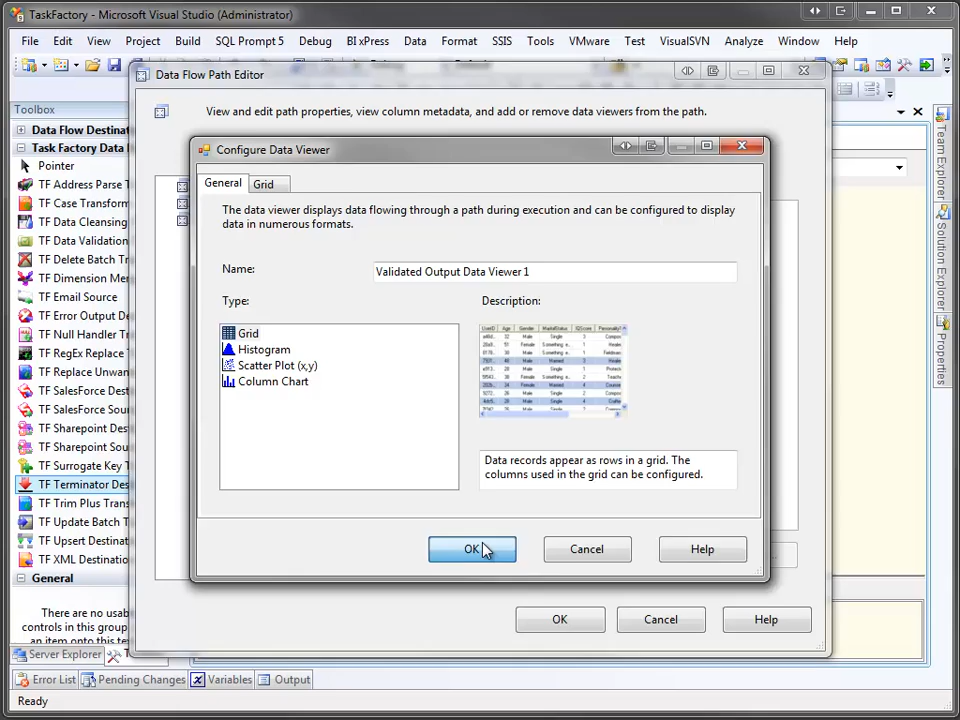 TaskFactory - Microsoft Visual Studio (Administrator)
File Edit View Project Build SQL Prompt 5 Debug BI xPress Data Format SSIS Tools VMware Test VisualSVN Analyze Window Help
Data Flow Path Editor
View and edit path properties, view column metadata, and add or remove data viewers from the path.
Toolbox
Data Flow Destina
Task Factory Data
Pointer
TF Address Parse T
TF Case Transform
TF Data Cleansing
TF Data Validation
TF Delete Batch Tr
TF Dimension Mer
TF Email Source
TF Error Output De
TF Null Handler Tr
TF RegEx Replace T
TF Replace Unwan
TF SalesForce Dest
TF SalesForce Sour
TF Sharepoint Desti
TF Sharepoint Sou
TF Surrogate Key T
TF Terminator Des
TF Trim Plus Trans
TF Update Batch T
TF Upsert Destinat
TF XML Destinatio
General
There are no usab
controls in this group
an item onto this te
Server Explorer
Configure Data Viewer
General Grid
The data viewer displays data flowing through a path during execution and can be configured to display
data in numerous formats.
Name: Validated Output Data Viewer 1
Type: Description:
Grid
Histogram
Scatter Plot (x,y)
Column Chart
Data records appear as rows in a grid. The
columns used in the grid can be configured.
OK Cancel Help
OK Cancel Help
Team Explorer
Solution Explorer
Properties
Error List Pending Changes Variables Output
Ready